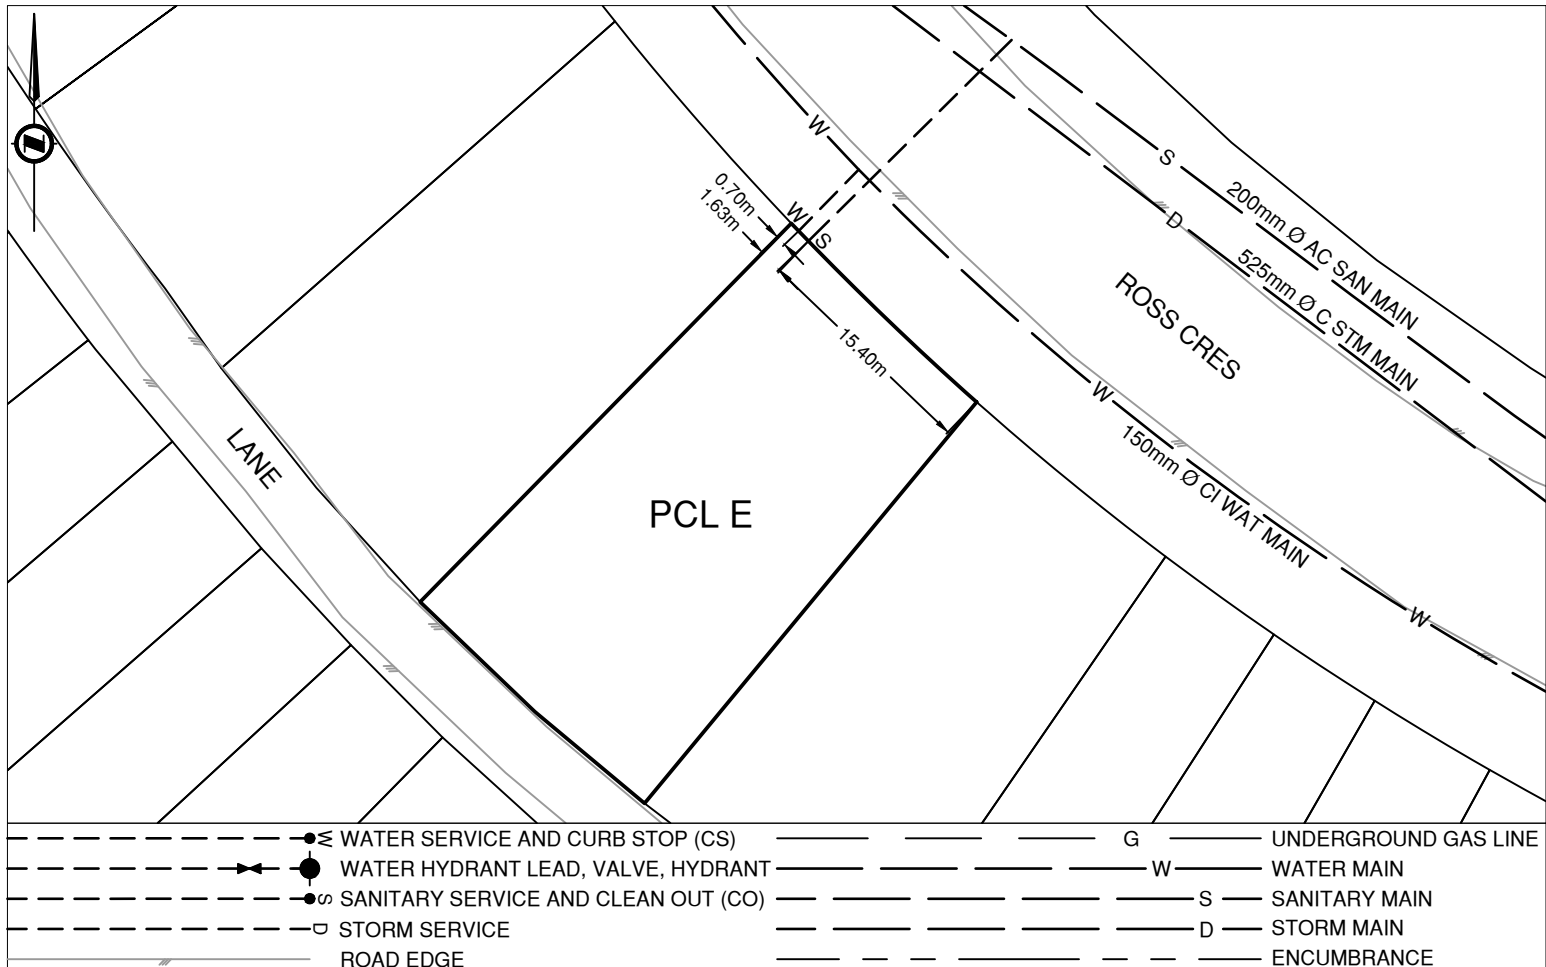 W
0.70m
1.63m
W
S
S
200mm Ø AC SAN MAIN
D
525mm Ø C STM MAIN
ROSS CRES
15.40m
W
150mm Ø CI WAT MAIN
LANE
PCL E
W
W WATER SERVICE AND CURB STOP (CS)
G UNDERGROUND GAS LINE
WATER HYDRANT LEAD, VALVE, HYDRANT
W WATER MAIN
S SANITARY SERVICE AND CLEAN OUT (CO)
S SANITARY MAIN
D STORM SERVICE
D STORM MAIN
ROAD EDGE
ENCUMBRANCE